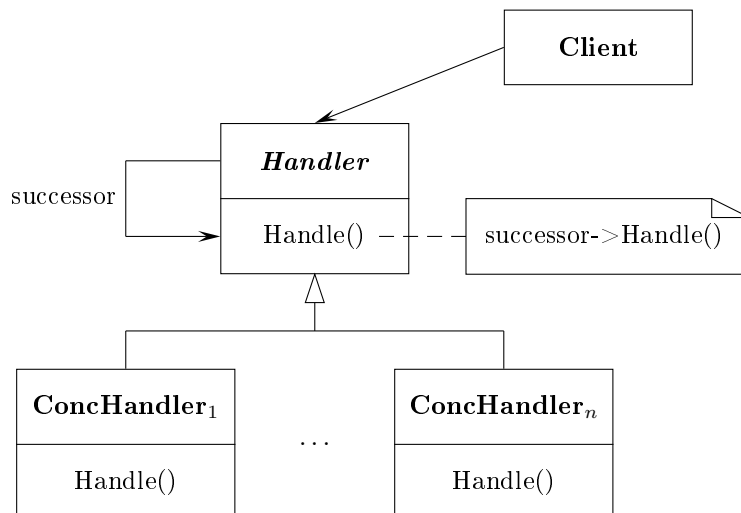 Client
Handler
successor
Handle()
successor->Handle()
ConcHandler₁
ConcHandlerₙ
...
Handle()
Handle()